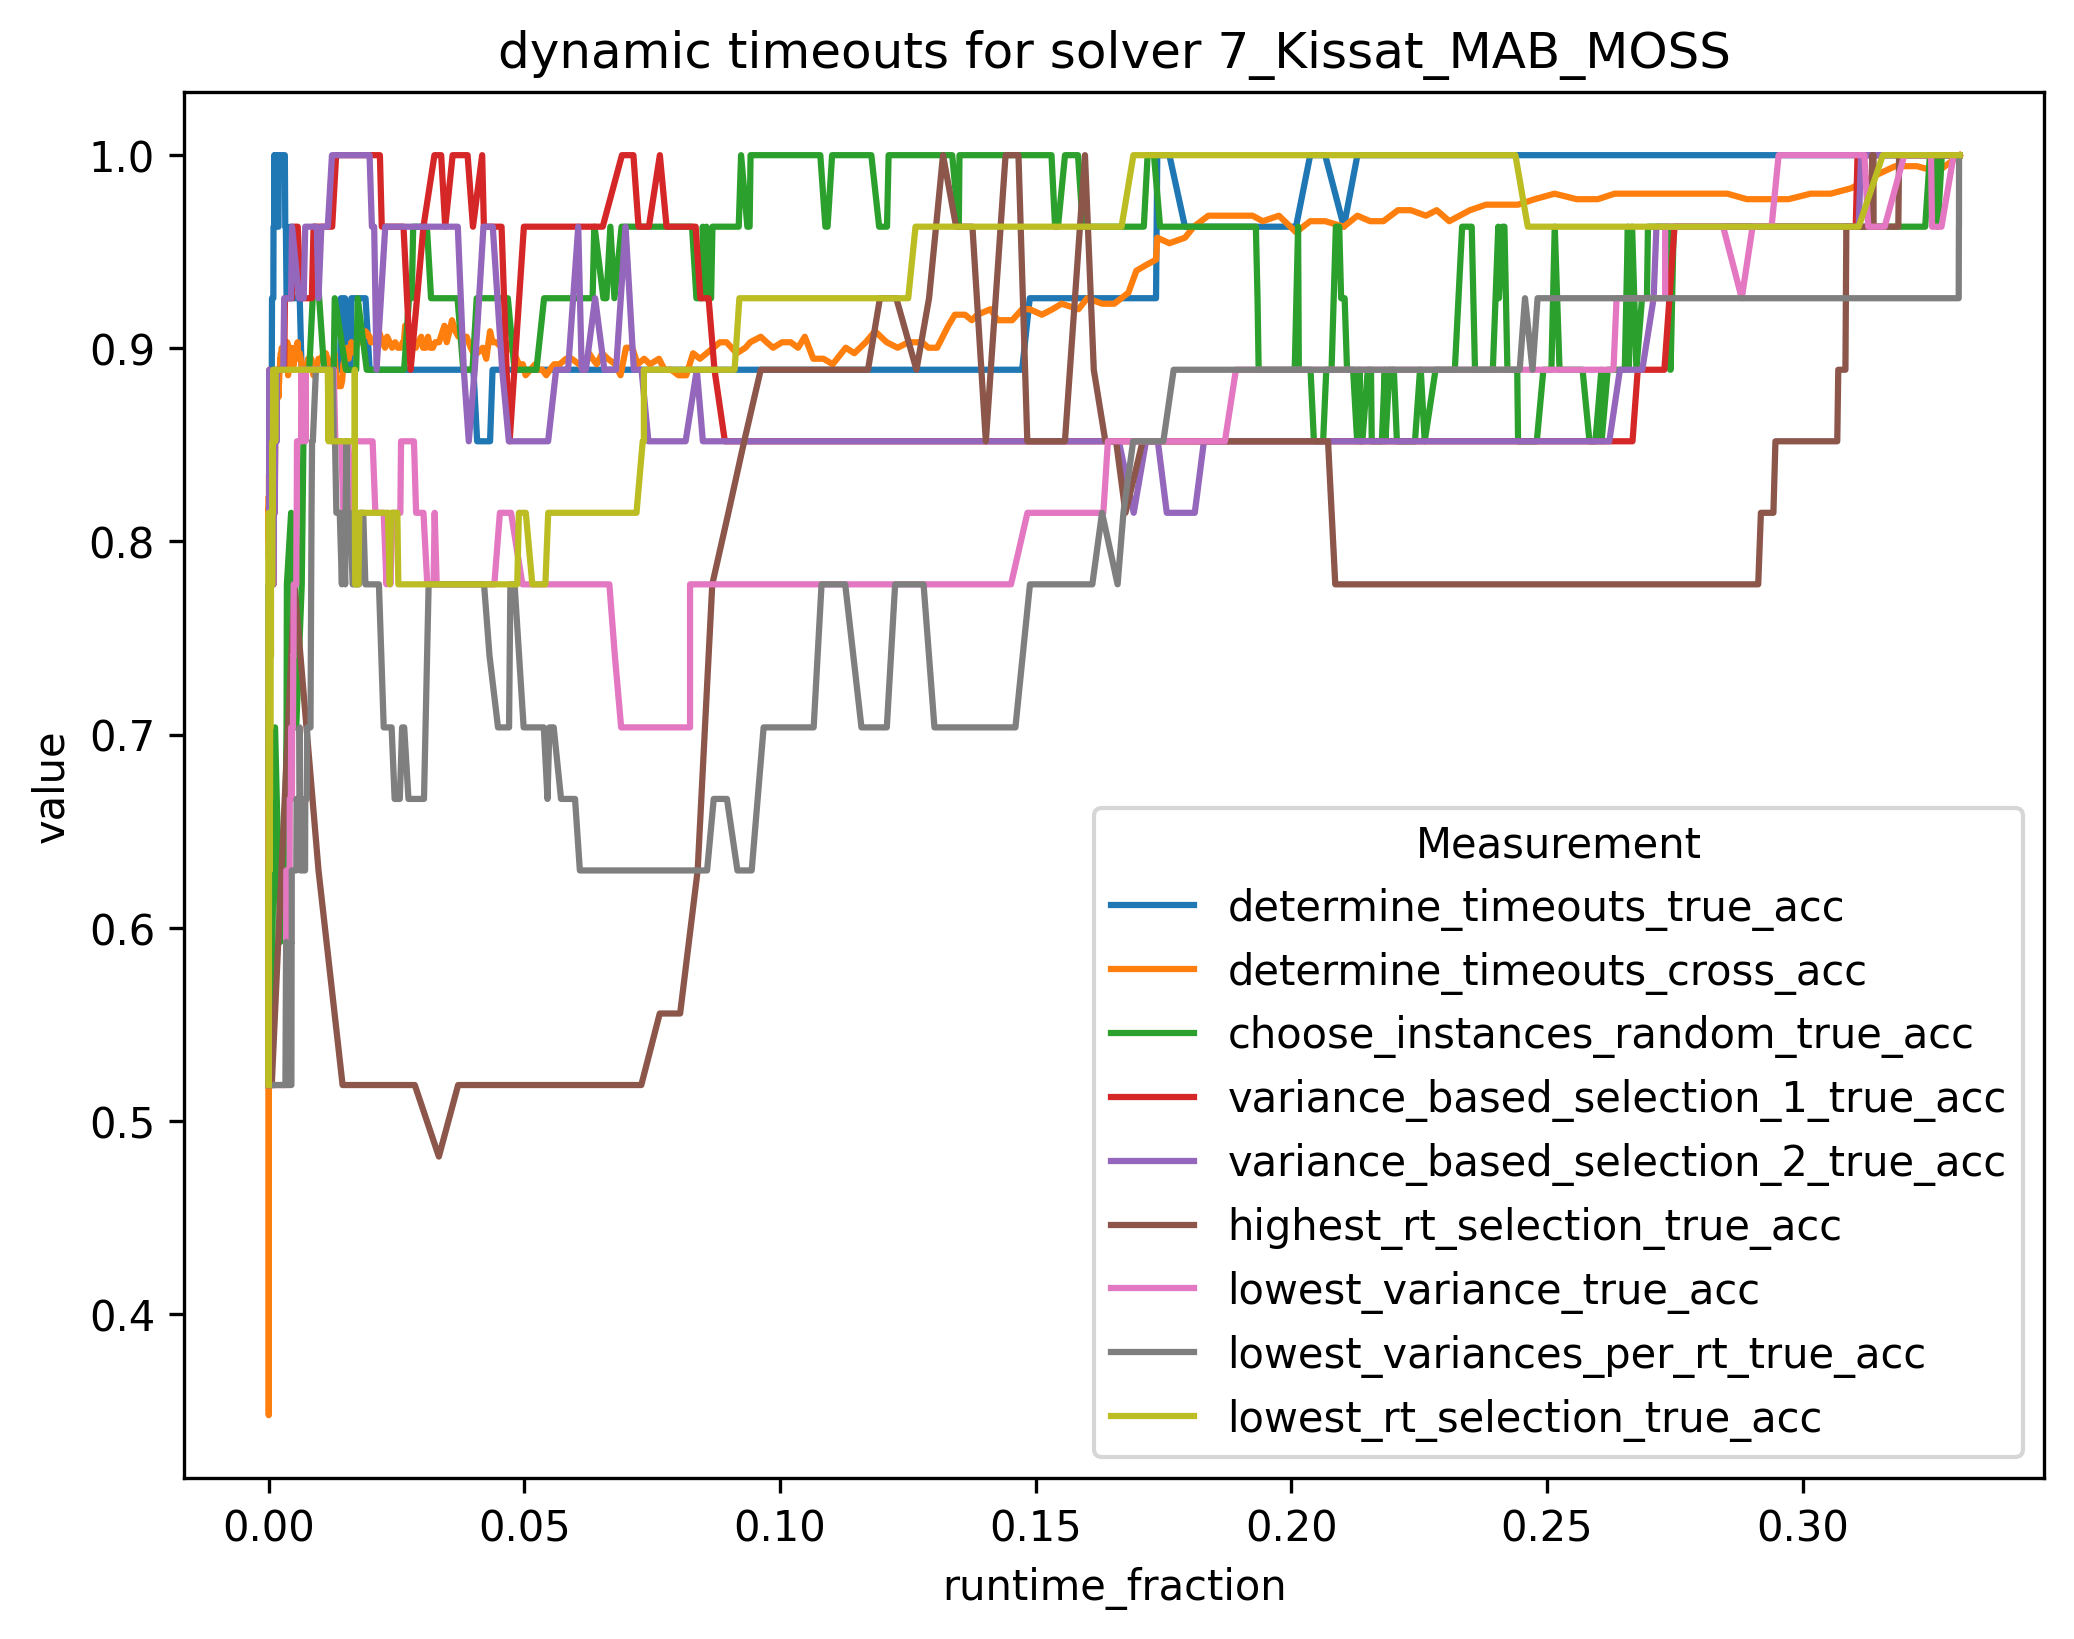 dynamic timeouts for solver 7_Kissat_MAB_MOSS
1.0
0.9
0.8
0.7
0.6
0.5
0.4
value
Measurement
determine_timeouts_true_acc
determine_timeouts_cross_acc
choose_instances_random_true_acc
variance_based_selection_1_true_acc
variance_based_selection_2_true_acc
highest_rt_selection_true_acc
lowest_variance_true_acc
lowest_variances_per_rt_true_acc
lowest_rt_selection_true_acc
0.00 0.05 0.10 0.15 0.20 0.25 0.30
runtime_fraction